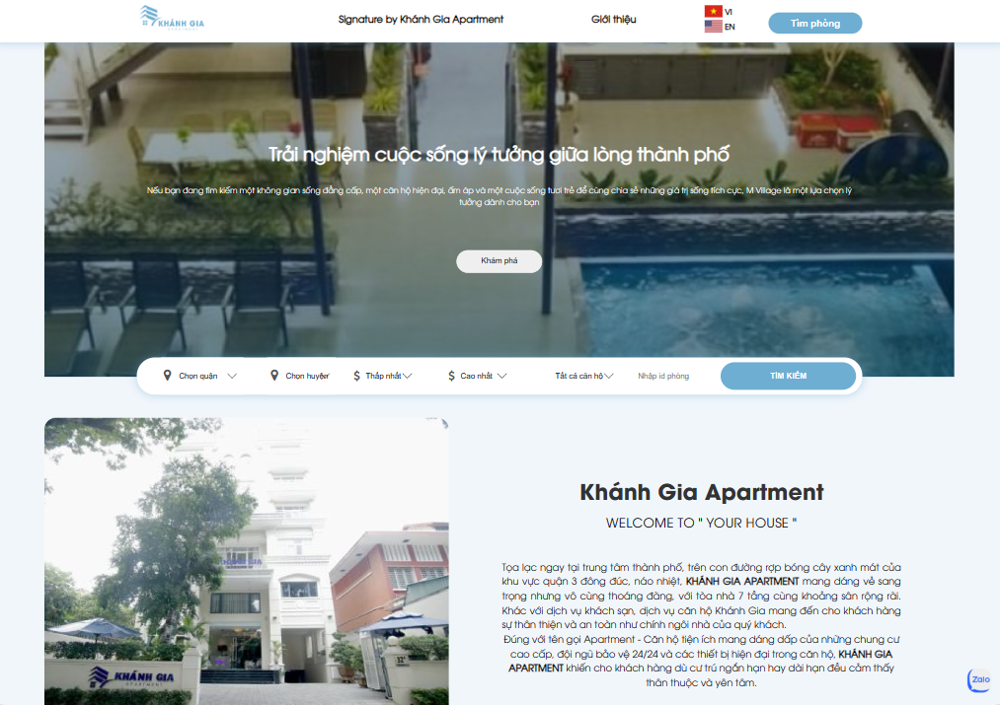 KHÁNH GIA
APARTMENT
Signature by Khánh Gia Apartment
Giới thiệu
VI
EN
Tìm phòng
Trải nghiệm cuộc sống lý tưởng giữa lòng thành phố
Nếu bạn đang tìm kiếm một không gian sống đẳng cấp, một căn hộ hiện đại, ấm áp và một cuộc sống tươi trẻ để cùng chia sẻ những giá trị sống tích cực, M Village là một lựa chọn lý
tưởng dành cho bạn
Khám phá
Chọn quận
Chọn huyện
Thấp nhất
Cao nhất
Tất cả căn hộ
Nhập id phòng
TÌM KIẾM
KHÁNH GIA
KHÁNH GIA
APARTMENT
Khánh Gia Apartment
WELCOME TO " YOUR HOUSE "
Tọa lạc ngay tại trung tâm thành phố, trên con đường rợp bóng cây xanh mát của
khu vực quận 3 đông đúc, náo nhiệt, KHÁNH GIA APARTMENT mang dáng vẻ sang
trọng nhưng vô cùng thoáng đãng, với tòa nhà 7 tầng cùng khoảng sân rộng rãi.
Khác với dịch vụ khách sạn, dịch vụ căn hộ Khánh Gia mang đến cho khách hàng
sự thân thiện và an toàn như chính ngôi nhà của quý khách.
Đúng với tên gọi Apartment - Căn hộ tiện ích mang dáng dấp của những chung cư
cao cấp, đội ngũ bảo vệ 24/24 và các thiết bị hiện đại trong căn hộ, KHÁNH GIA
APARTMENT khiến cho khách hàng dù cư trú ngắn hạn hay dài hạn đều cảm thấy
thân thuộc và yên tâm.
Zalo